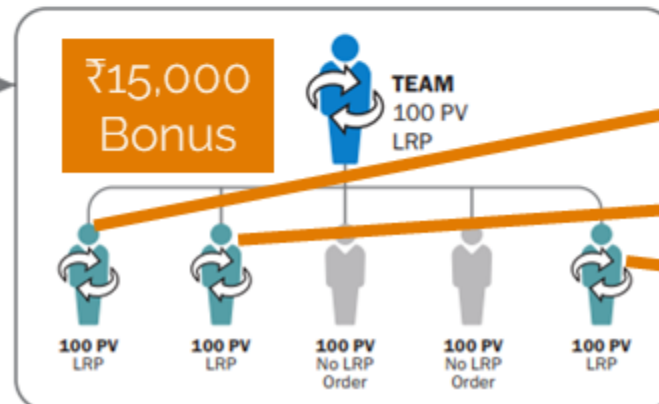 ₹15,000
Bonus
TEAM
100 PV
LRP
100 PV
LRP
100 PV
LRP
100 PV
No LRP
Order
100 PV
No LRP
Order
100 PV
LRP